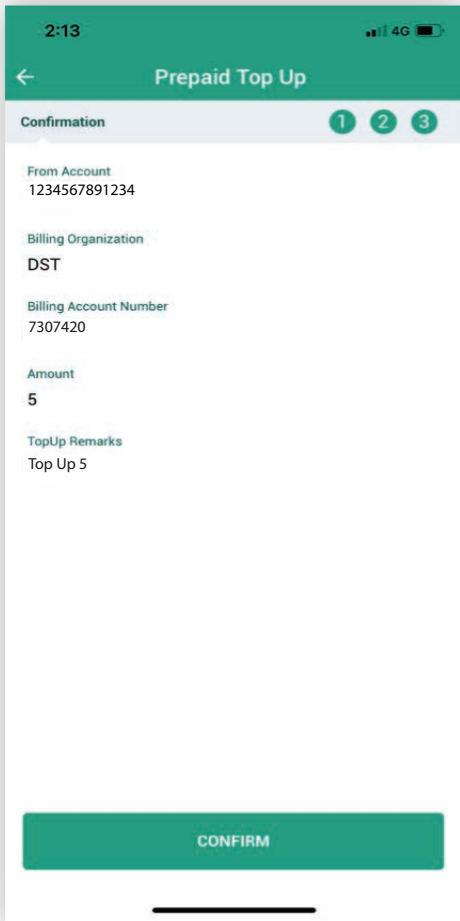 2:13 4G
Prepaid Top Up
Confirmation 1 2 3
From Account
1234567891234
Billing Organization
DST
Billing Account Number
7307420
Amount
5
TopUp Remarks
Top Up 5
CONFIRM